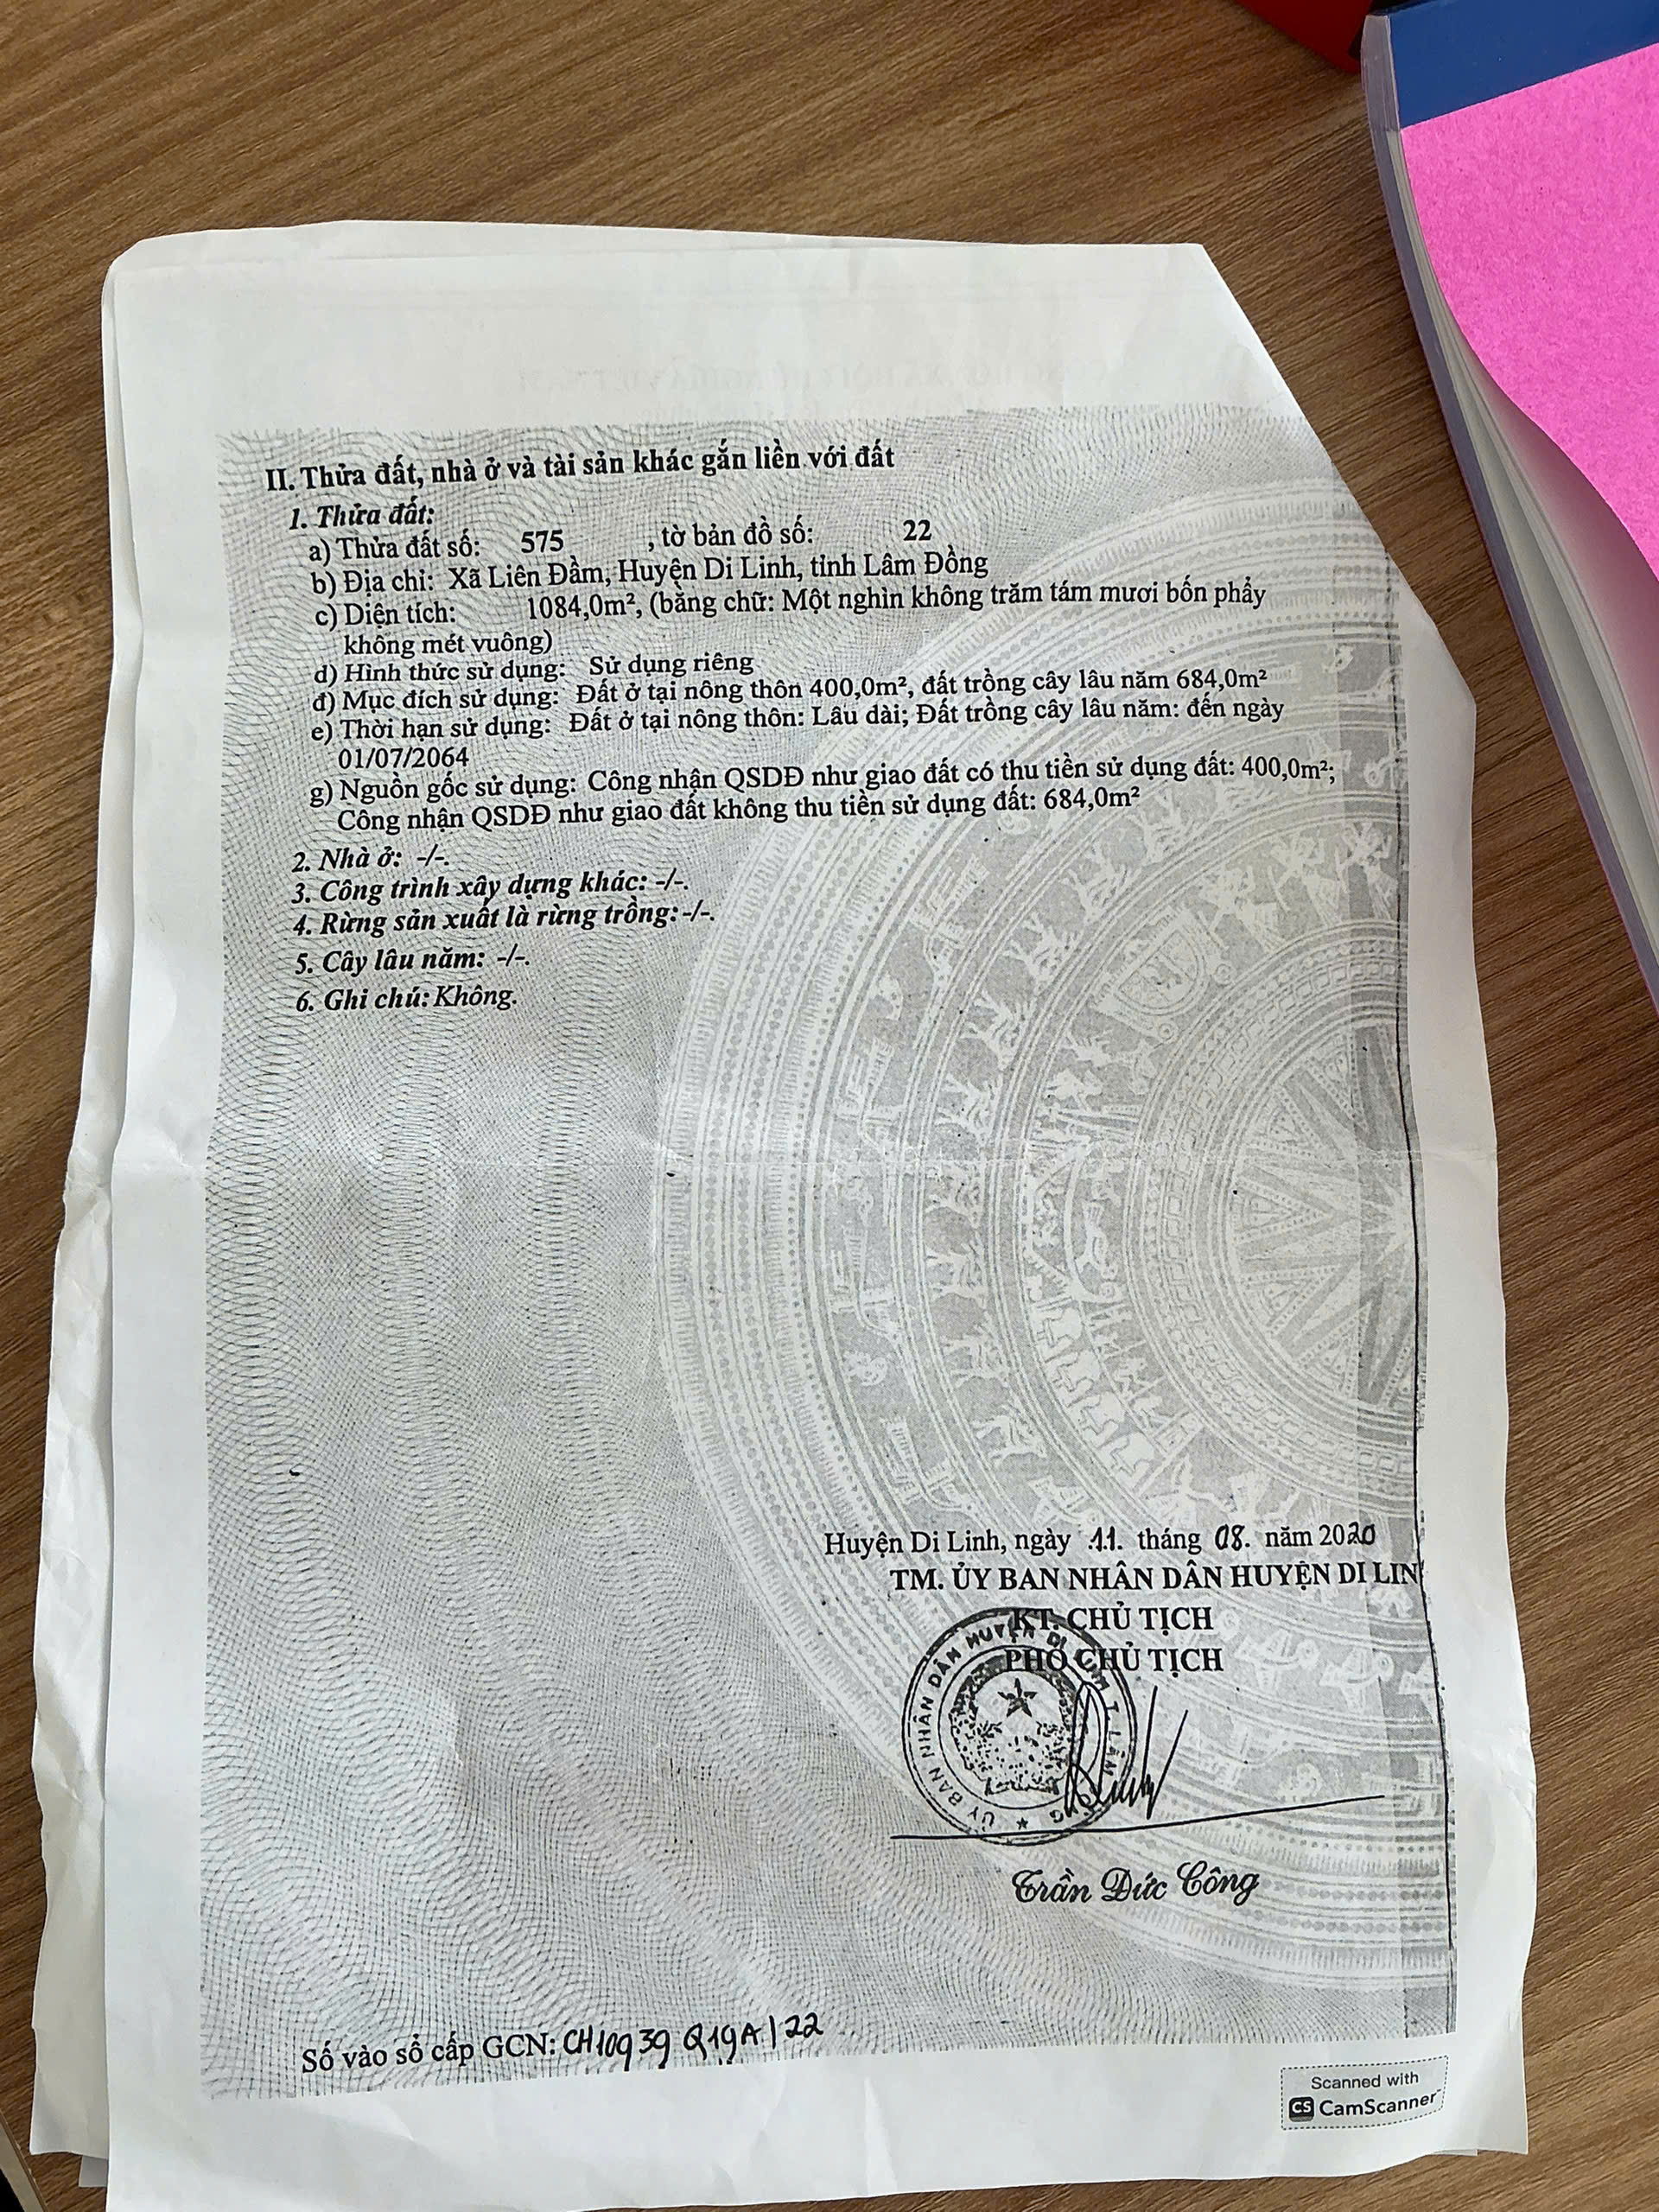 II. Thửa đất, nhà ở và tài sản khác gắn liền với đất
1. Thửa đất:
a) Thửa đất số: 575 , tờ bản đồ số: 22
b) Địa chỉ: Xã Liên Đầm, Huyện Di Linh, tỉnh Lâm Đồng
c) Diện tích: 1084,0m², (bằng chữ: Một nghìn không trăm tám mươi bốn phẩy
không mét vuông)
d) Hình thức sử dụng: Sử dụng riêng
đ) Mục đích sử dụng: Đất ở tại nông thôn 400,0m², đất trồng cây lâu năm 684,0m²
e) Thời hạn sử dụng: Đất ở tại nông thôn: Lâu dài; Đất trồng cây lâu năm: đến ngày
01/07/2064
g) Nguồn gốc sử dụng: Công nhận QSDĐ như giao đất có thu tiền sử dụng đất: 400,0m²;
Công nhận QSDĐ như giao đất không thu tiền sử dụng đất: 684,0m²
2. Nhà ở: -/-.
3. Công trình xây dựng khác: -/-.
4. Rừng sản xuất là rừng trồng: -/-.
5. Cây lâu năm: -/-.
6. Ghi chú: Không.
Huyện Di Linh, ngày 11. tháng 08. năm 2020
TM. ỦY BAN NHÂN DÂN HUYỆN DI LIN
KT. CHỦ TỊCH
PHÓ CHỦ TỊCH
ỦY BAN NHÂN DÂN HUYỆN DI
Trần Đức Công
Số vào sổ cấp GCN: CH10939 Q19A/22
Scanned with
CS CamScanner